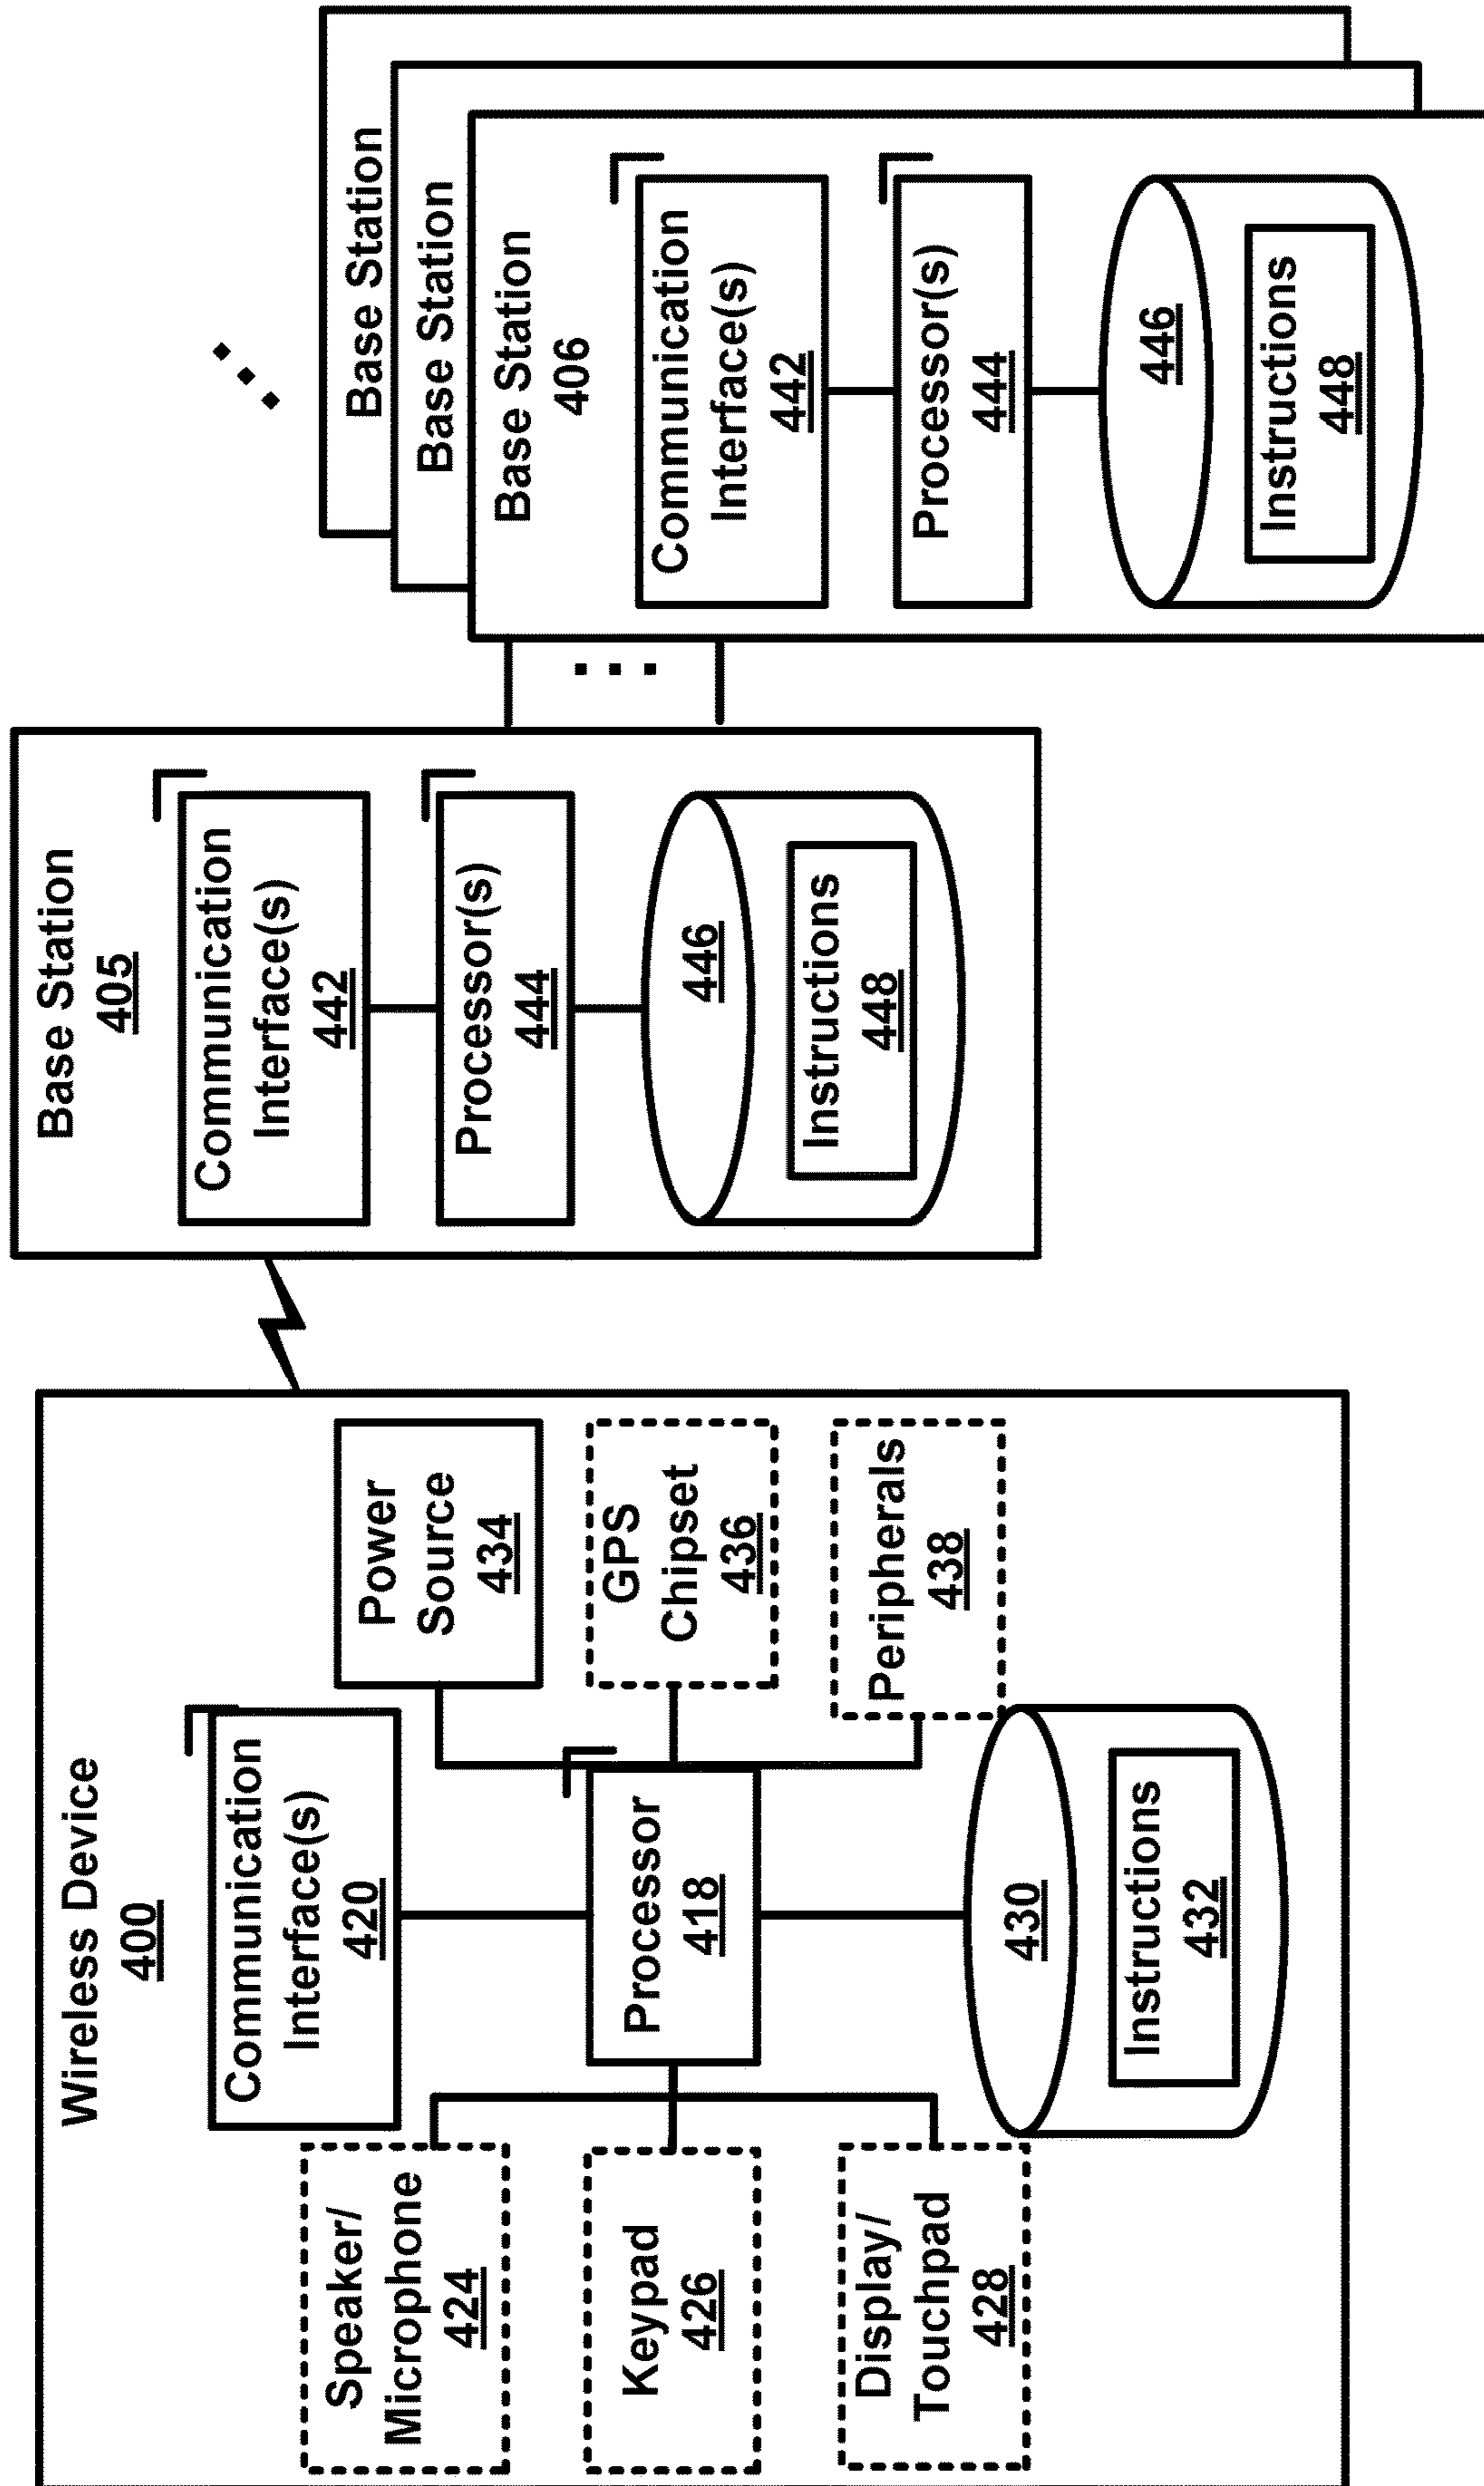 Wireless Device
400
Communication
Interface(s)
420
Speaker/
Microphone
424
Keypad
426
Display/
Touchpad
428
Processor
418
Power
Source
434
GPS
Chipset
436
Peripherals
438
430
Instructions
432
Base Station
405
Communication
Interface(s)
442
Processor(s)
444
446
Instructions
448
Base Station
Base Station
Base Station
406
Communication
Interface(s)
442
Processor(s)
444
446
Instructions
448